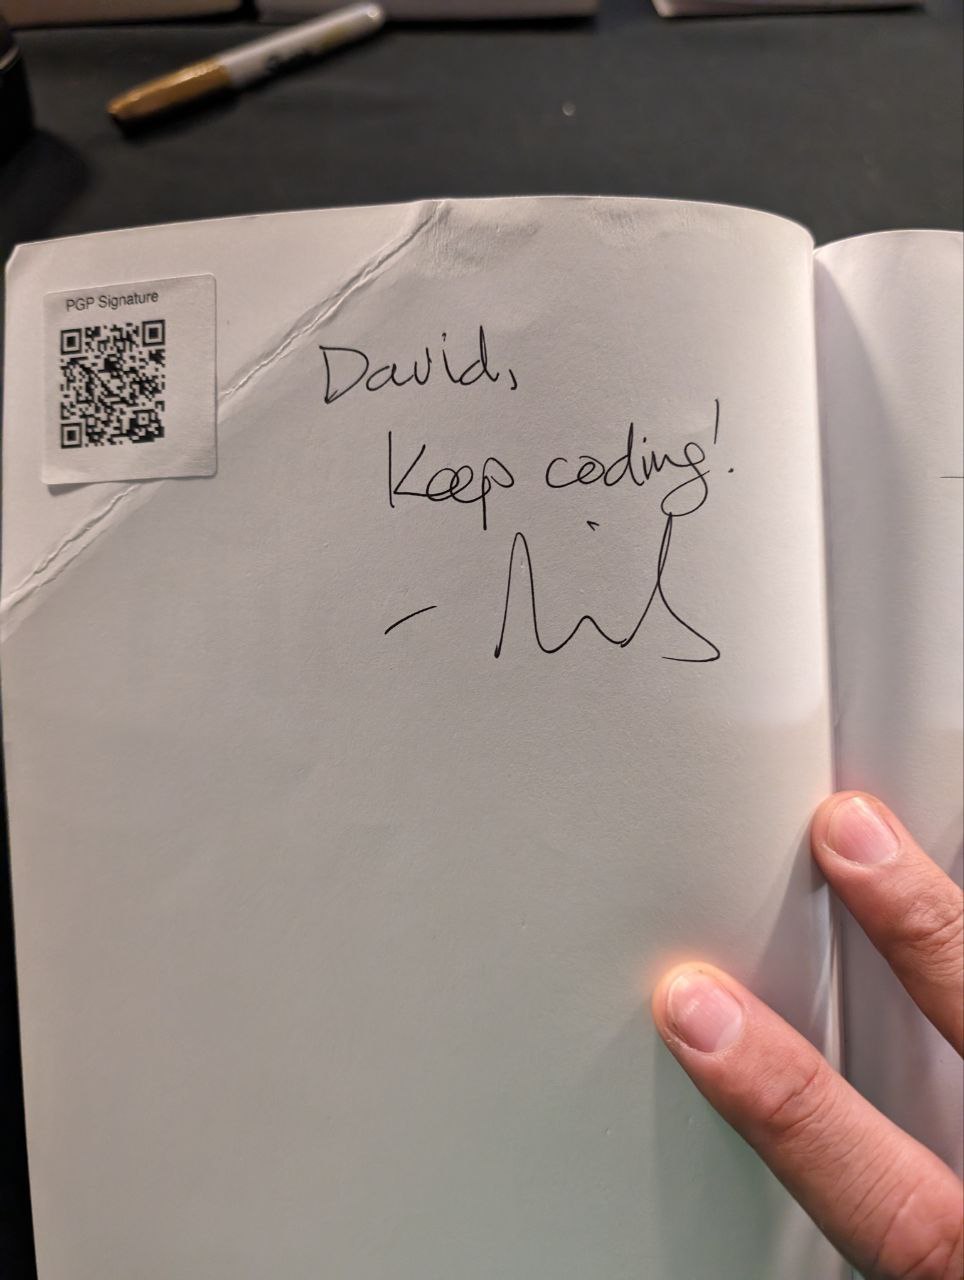 PGP Signature
David,
Keep coding!